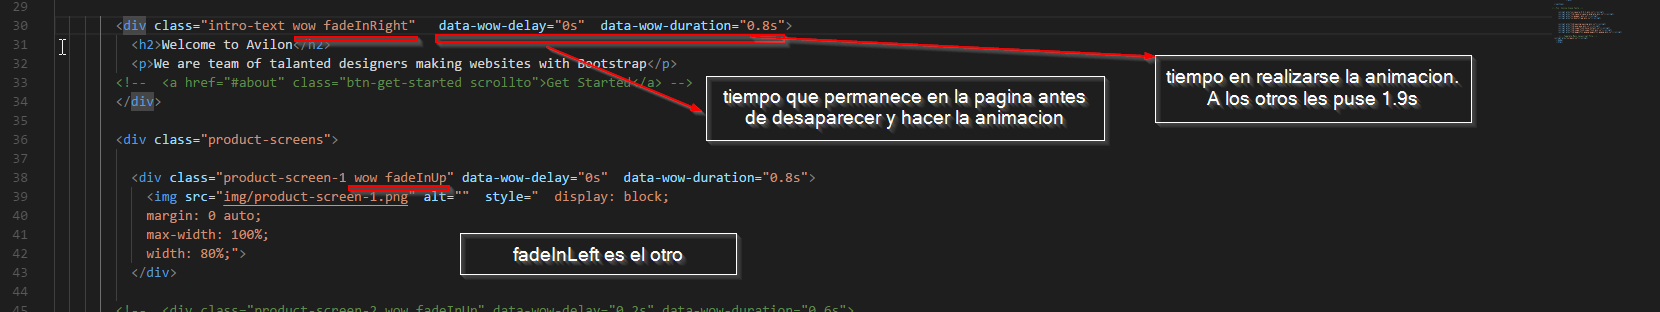 29
30 <div class="intro-text wow fadeInRight" data-wow-delay="0s" data-wow-duration="0.8s">
31 <h2>Welcome to Avilon</h2>
32 <p>We are team of talanted designers making websites with Bootstrap</p>
33 <!-- <a href="#about" class="btn-get-started scrollto">Get Started</a> -->
34 </div>
35
36 <div class="product-screens">
37
38 <div class="product-screen-1 wow fadeInUp" data-wow-delay="0s" data-wow-duration="0.8s">
39 <img src="img/product-screen-1.png" alt="" style=" display: block;
40 margin: 0 auto;
41 max-width: 100%;
42 width: 80%;">
43 </div>
44
45 <!-- <div class="product-screen-2 wow fadeInUp" data-wow-delay="0.2s" data-wow-duration="0.6s">
tiempo que permanece en la pagina antes
de desaparecer y hacer la animacion
tiempo en realizarse la animacion.
A los otros les puse 1.9s
fadeInLeft es el otro